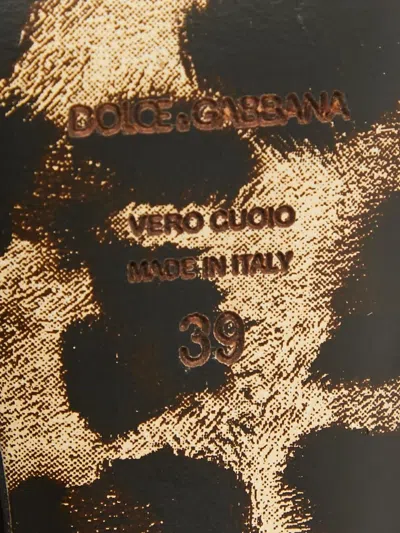 DOLCE & GABBANA
VERO CUOIO
MADE IN ITALY
39